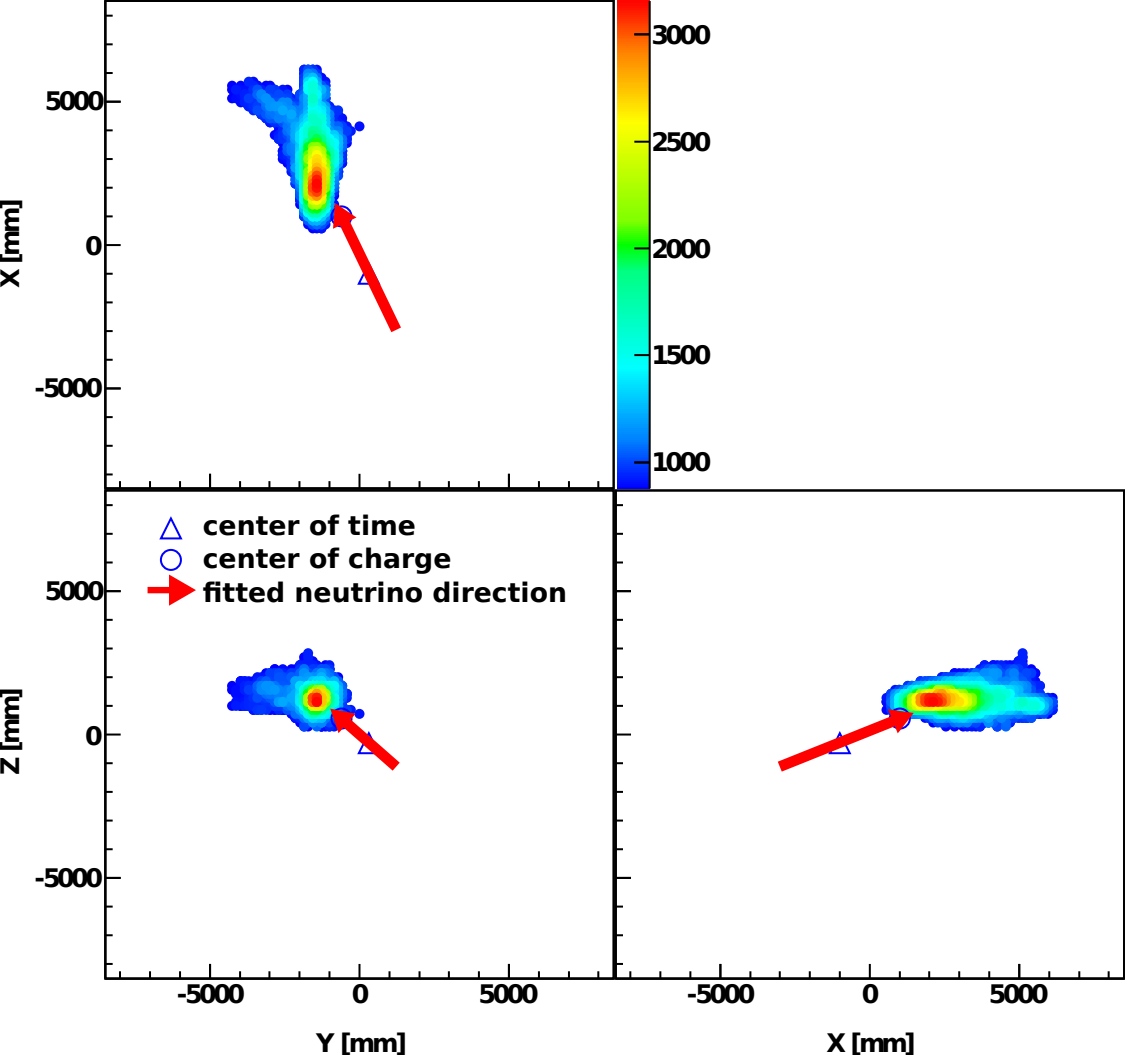 3000
5000
2500
X [mm]
0
2000
1500
-5000
1000
center of time
center of charge
5000
fitted neutrino direction
Z [mm]
0
-5000
-5000 0 5000 -5000 0 5000
Y [mm] X [mm]